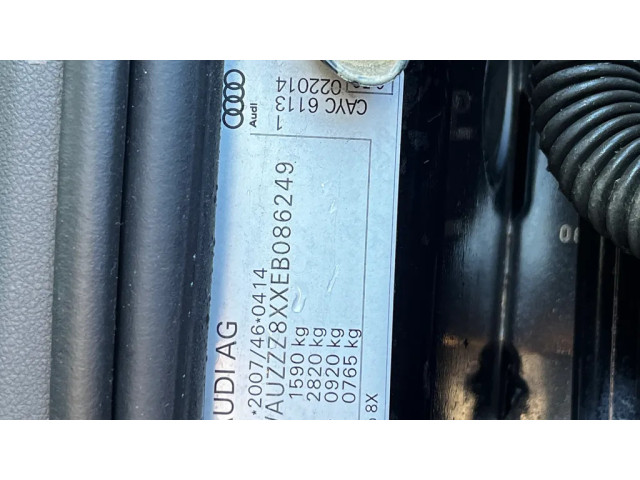 AUDI AG
*2007/46*0414
WAUZZZ8XXEB086249
1590 kg
2820 kg
0920 kg
0765 kg
8X
Audi
-1
CAYC 6113
022014